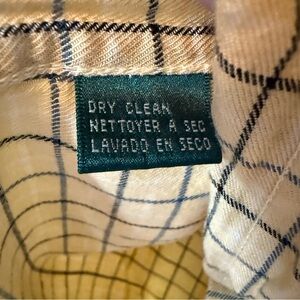 DRY CLEAN
NETTOYER A SEC
LAVADO EN SECO